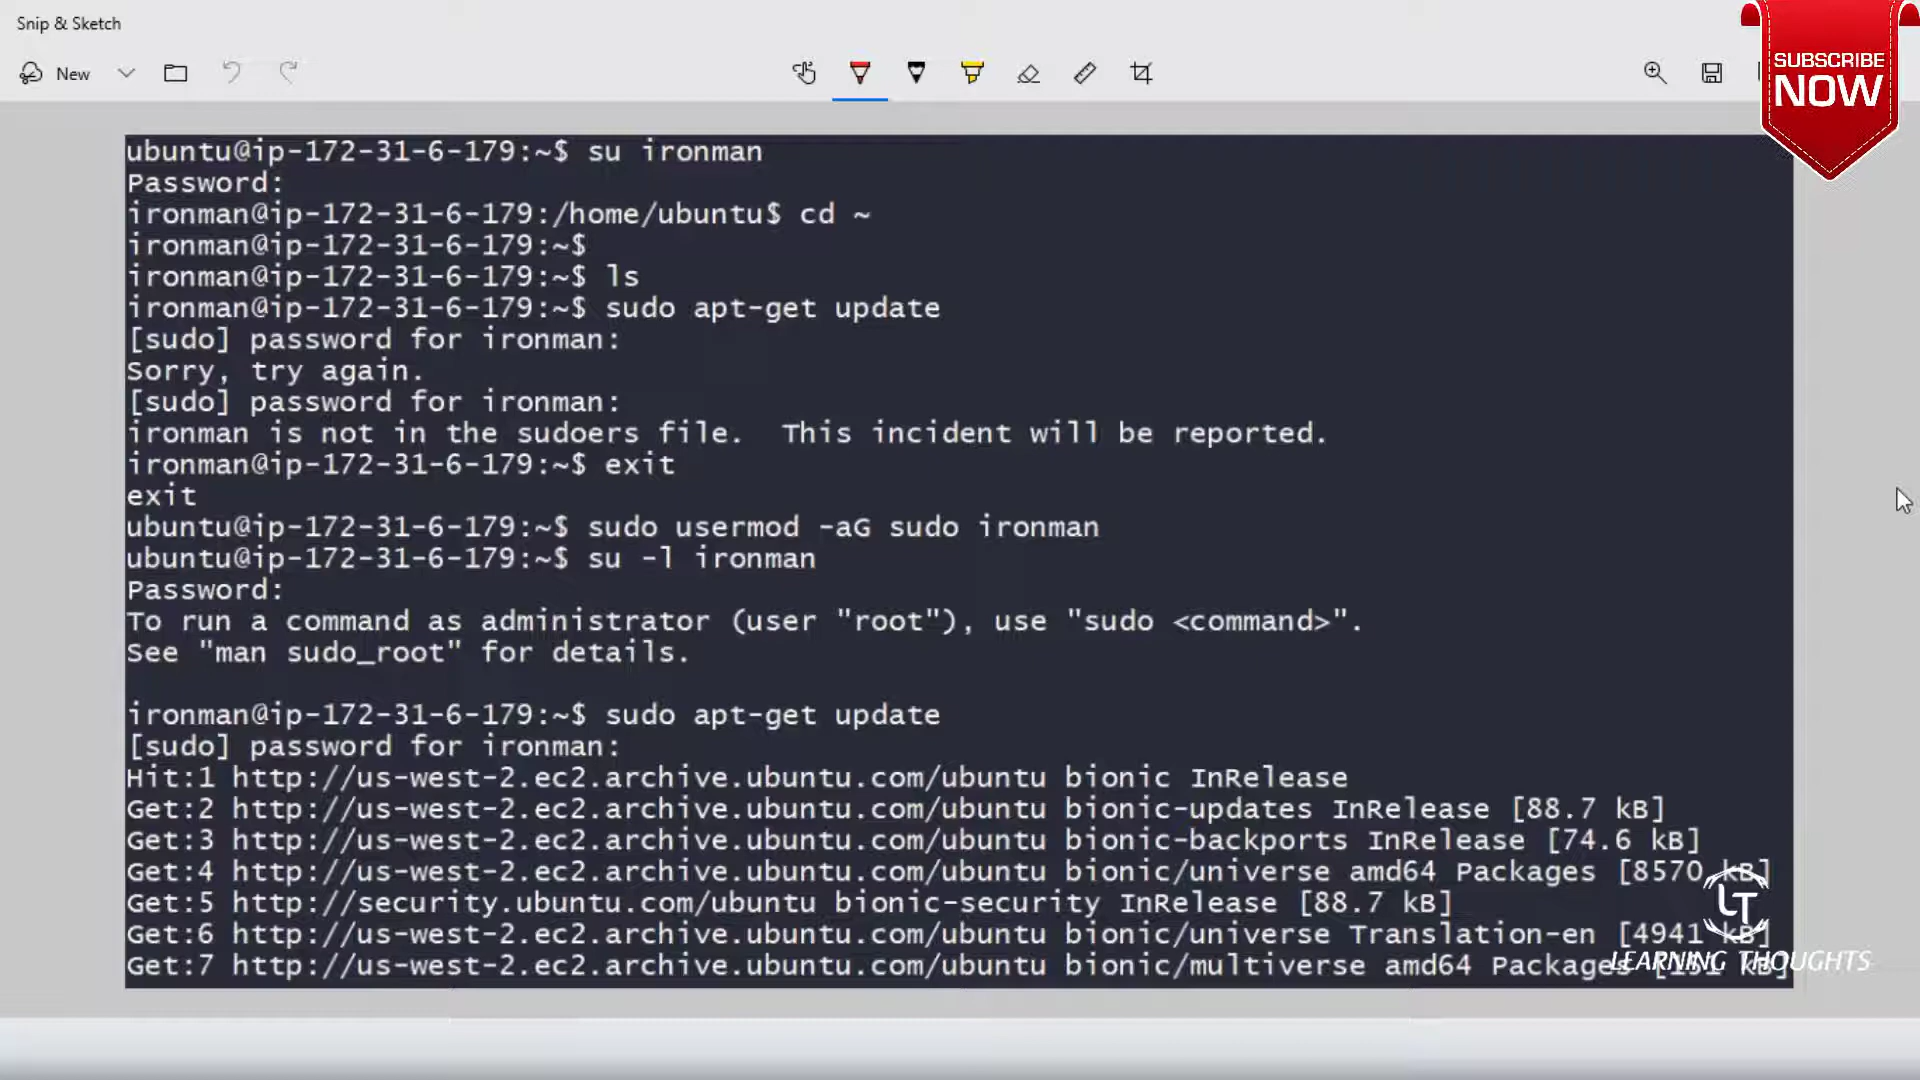 Snip & Sketch
New
SUBSCRIBE
NOW
ubuntu@ip-172-31-6-179:~$ su ironman
Password:
ironman@ip-172-31-6-179:/home/ubuntu$ cd ~
ironman@ip-172-31-6-179:~$
ironman@ip-172-31-6-179:~$ ls
ironman@ip-172-31-6-179:~$ sudo apt-get update
[sudo] password for ironman:
Sorry, try again.
[sudo] password for ironman:
ironman is not in the sudoers file.  This incident will be reported.
ironman@ip-172-31-6-179:~$ exit
exit
ubuntu@ip-172-31-6-179:~$ sudo usermod -aG sudo ironman
ubuntu@ip-172-31-6-179:~$ su -l ironman
Password:
To run a command as administrator (user "root"), use "sudo <command>".
See "man sudo_root" for details.
ironman@ip-172-31-6-179:~$ sudo apt-get update
[sudo] password for ironman:
Hit:1 http://us-west-2.ec2.archive.ubuntu.com/ubuntu bionic InRelease
Get:2 http://us-west-2.ec2.archive.ubuntu.com/ubuntu bionic-updates InRelease [88.7 kB]
Get:3 http://us-west-2.ec2.archive.ubuntu.com/ubuntu bionic-backports InRelease [74.6 kB]
Get:4 http://us-west-2.ec2.archive.ubuntu.com/ubuntu bionic/universe amd64 Packages [8570 kB]
Get:5 http://security.ubuntu.com/ubuntu bionic-security InRelease [88.7 kB]
Get:6 http://us-west-2.ec2.archive.ubuntu.com/ubuntu bionic/universe Translation-en [4941 kB]
Get:7 http://us-west-2.ec2.archive.ubuntu.com/ubuntu bionic/multiverse amd64 Packages kB]
LT
LEARNING THOUGHTS